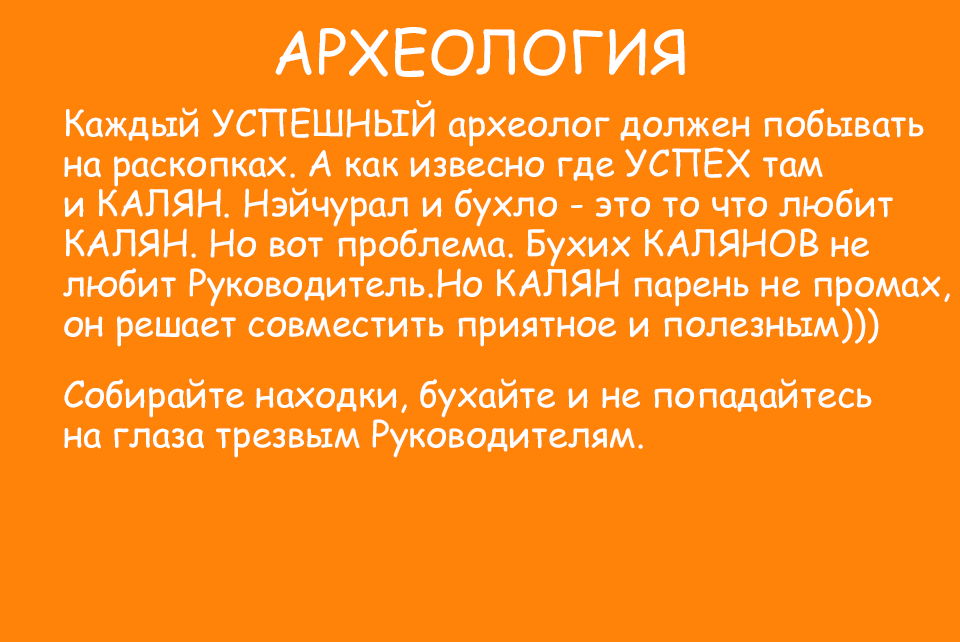 АРХЕОЛОГИЯ
Каждый УСПЕШНЫЙ археолог должен побывать
на раскопках. А как извесно где УСПЕХ там
и КАЛЯН. Нэйчурал и бухло - это то что любит
КАЛЯН. Но вот проблема. Бухих КАЛЯНОВ не
любит Руководитель.Но КАЛЯН парень не промах,
он решает совместить приятное и полезным)))
Собирайте находки, бухайте и не попадайтесь
на глаза трезвым Руководителям.